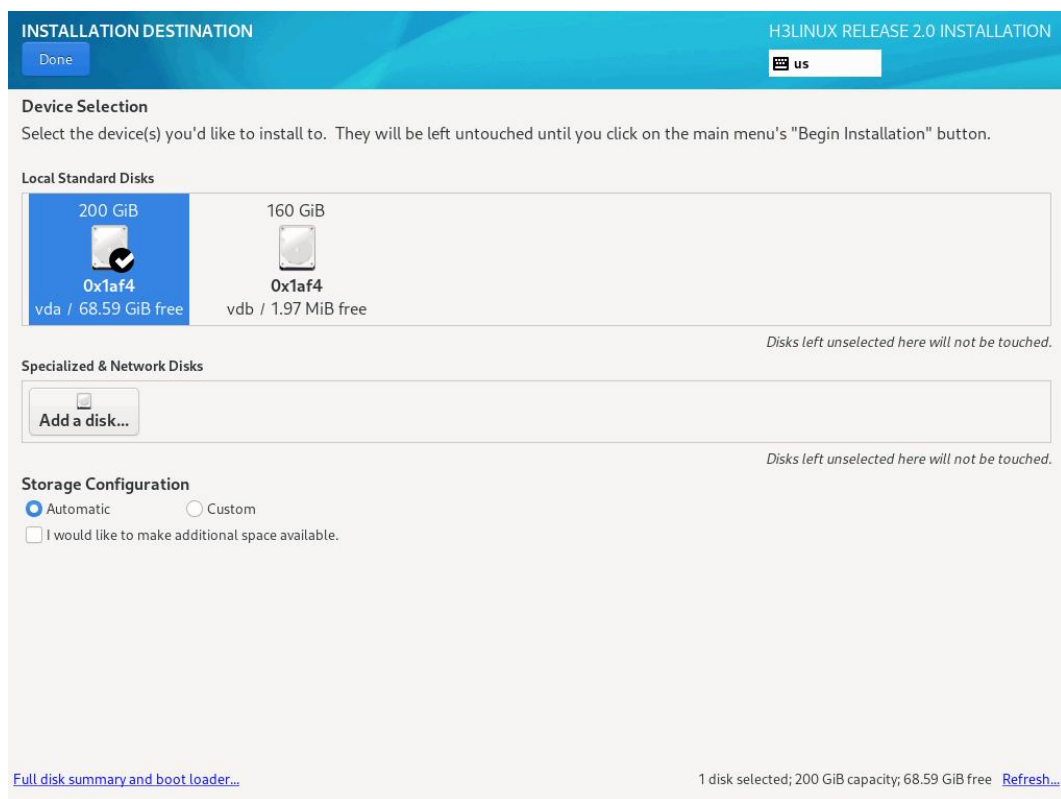 INSTALLATION DESTINATION
H3LINUX RELEASE 2.0 INSTALLATION
Done
us
Device Selection
Select the device(s) you'd like to install to. They will be left untouched until you click on the main menu's "Begin Installation" button.
Local Standard Disks
200 GiB
0x1af4
vda / 68.59 GiB free
160 GiB
0x1af4
vdb / 1.97 MiB free
Disks left unselected here will not be touched.
Specialized & Network Disks
Add a disk...
Disks left unselected here will not be touched.
Storage Configuration
Automatic
Custom
I would like to make additional space available.
Full disk summary and boot loader...
1 disk selected; 200 GiB capacity; 68.59 GiB free Refresh...